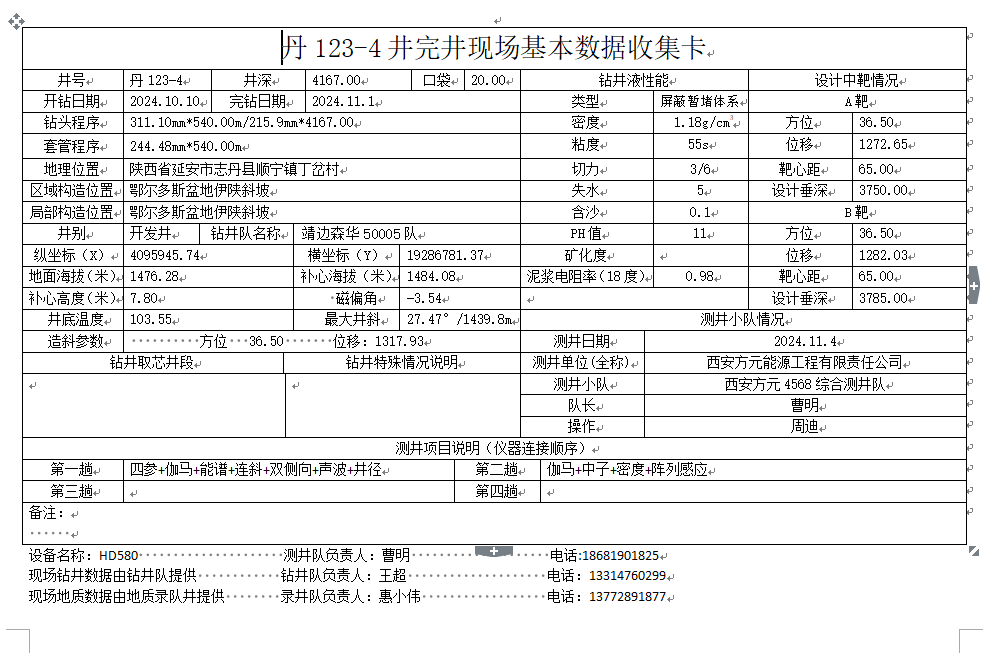 丹 123-4 井完井现场基本数据收集卡
井号 丹 123-4 井深 4167.00 口袋 20.00 钻井液性能 设计中靶情况
开钻日期 2024.10.10 完钻日期 2024.11.1 类型 屏蔽暂堵体系 A 靶
钻头程序 311.10mm*540.00m/215.9mm*4167.00 密度 1.18g/cm³ 方位 36.50
套管程序 244.48mm*540.00m 粘度 55s 位移 1272.65
地理位置 陕西省延安市志丹县顺宁镇丁岔村 切力 3/6 靶心距 65.00
区域构造位置 鄂尔多斯盆地伊陕斜坡 失水 5 设计垂深 3750.00
局部构造位置 鄂尔多斯盆地伊陕斜坡 含沙 0.1 B 靶
井别 开发井 钻井队名称 靖边森华 50005 队 PH 值 11 方位 36.50
纵坐标（X） 4095945.74 横坐标（Y） 19286781.37 矿化度 位移 1282.03
地面海拔(米) 1476.28 补心海拔(米) 1484.08 泥浆电阻率(18 度) 0.98 靶心距 65.00
补心高度(米) 7.80 磁偏角 -3.54 设计垂深 3785.00
井底温度 103.55 最大井斜 27.47° /1439.8m 测井小队情况
造斜参数 方位 36.50 位移：1317.93 测井日期 2024.11.4
钻井取芯井段 钻井特殊情况说明 测井单位(全称) 西安方元能源工程有限责任公司
测井小队 西安方元 4568 综合测井队
队长 曹明
操作 周迪
测井项目说明（仪器连接顺序）
第一趟 四参+伽马+能谱+连斜+双侧向+声波+井径 第二趟 伽马+中子+密度+阵列感应
第三趟 第四趟
备注：
设备名称：HD580 测井队负责人：曹明 电话:18681901825
现场钻井数据由钻井队提供 钻井队负责人：王超 电话：13314760299
现场地质数据由地质录队井提供 录井队负责人：惠小伟 电话：13772891877